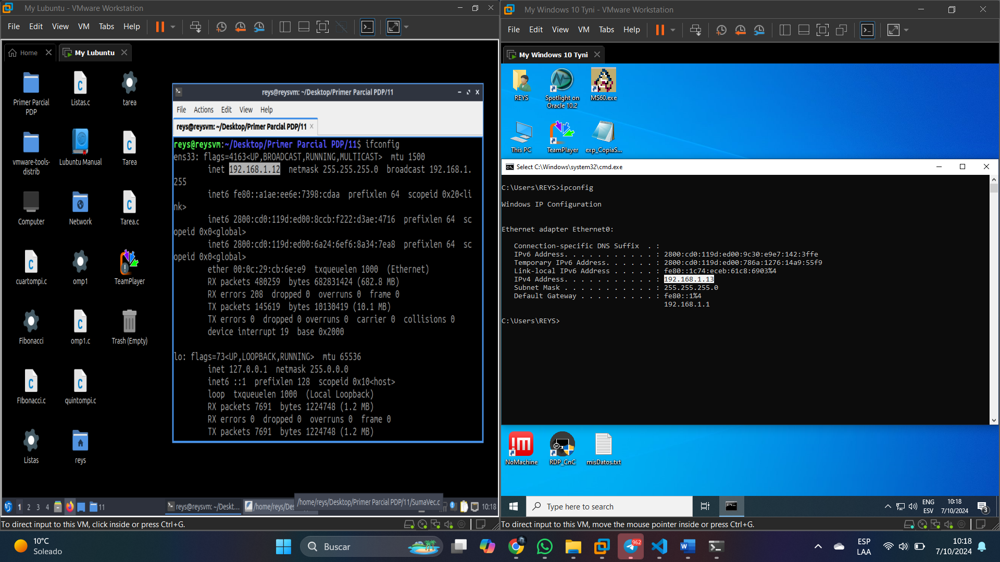 My Lubuntu - VMware Workstation
File Edit View VM Tabs Help
Home
My Lubuntu
Primer Parcial PDP
Listas.c
tarea
vmware-tools-distrib
Lubuntu Manual
Tarea
Computer
Network
Tarea.c
cuartompi.c
omp1
TeamPlayer
Fibonacci
omp1.c
Trash (Empty)
FIbonacci.c
quintompi.c
Listas
reys
reys@reysvm: ~/Desktop/Primer Parcial PDP/11
File Actions Edit View Help
reys@reysvm: ~/Desktop/Primer Parcial PDP/11
reys@reysvm:~/Desktop/Primer Parcial PDP/11$ ifconfig
ens33: flags=4163<UP,BROADCAST,RUNNING,MULTICAST>  mtu 1500
inet 192.168.1.12  netmask 255.255.255.0  broadcast 192.168.1.
255
inet6 fe80::a1ae:ee6e:7398:cdaa  prefixlen 64  scopeid 0x20<li
nk>
inet6 2800:cd0:119d:ed00:8ccb:f222:d3ae:4716  prefixlen 64  sc
opeid 0x0<global>
inet6 2800:cd0:119d:ed00:6a24:6ef6:8a34:7ea8  prefixlen 64  sc
opeid 0x0<global>
ether 00:0c:29:cb:6e:e9  txqueuelen 1000  (Ethernet)
RX packets 480259  bytes 682831424 (682.8 MB)
RX errors 208  dropped 0  overruns 0  frame 0
TX packets 145619  bytes 10130419 (10.1 MB)
TX errors 0  dropped 0 overruns 0  carrier 0  collisions 0
device interrupt 19  base 0x2000
lo: flags=73<UP,LOOPBACK,RUNNING>  mtu 65536
inet 127.0.0.1  netmask 255.0.0.0
inet6 ::1  prefixlen 128  scopeid 0x10<host>
loop  txqueuelen 1000  (Local Loopback)
RX packets 7691  bytes 1224748 (1.2 MB)
RX errors 0  dropped 0  overruns 0  frame 0
TX packets 7691  bytes 1224748 (1.2 MB)
1 2 3 4 11 reys@reysvm: ~/Deskt... /home/reys/Des 10:18
/home/reys/Desktop/Primer Parcial PDP/11/SumaVec.c
To direct input to this VM, click inside or press Ctrl+G.
My Windows 10 Tyni - VMware Workstation
File Edit View VM Tabs Help
My Windows 10 Tyni
REYS
Spotlight on Oracle 10.2
MS60.exe
This PC
TeamPlayer
exp_CopiaS...
Select C:\Windows\system32\cmd.exe
C:\Users\REYS>ipconfig
Windows IP Configuration
Ethernet adapter Ethernet0:
Connection-specific DNS Suffix  . :
IPv6 Address. . . . . . . . . . . : 2800:cd0:119d:ed00:9c30:e9e7:142:3ffe
Temporary IPv6 Address. . . . . . : 2800:cd0:119d:ed00:786a:1276:14a9:55f9
Link-local IPv6 Address . . . . . : fe80::1c74:eceb:61c8:6903%4
IPv4 Address. . . . . . . . . . . : 192.168.1.13
Subnet Mask . . . . . . . . . . . : 255.255.255.0
Default Gateway . . . . . . . . . : fe80::1%4
192.168.1.1
C:\Users\REYS>
NoMachine
RDP_CnC
misDatos.txt
Type here to search
ENG
ESV
10:18
7/10/2024
3
To direct input to this VM, move the mouse pointer inside or press Ctrl+G.
10°C
Soleado
Buscar
962
ESP
LAA
10:18
7/10/2024